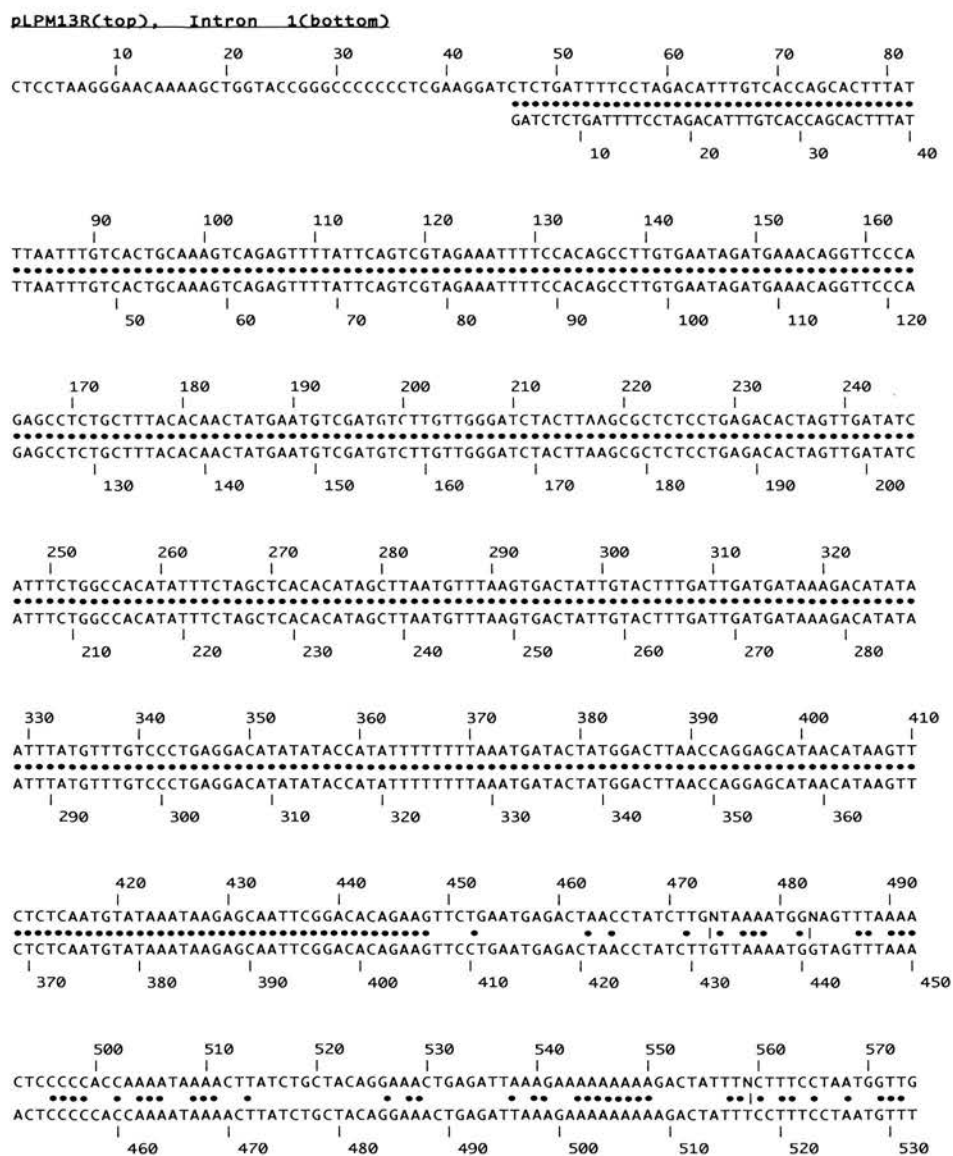 pLPM13R(top), Intron 1(bottom)
10 20 30 40 50 60 70 80
CTCCTAAGGGAACAAAAGCTGGTACCGGGCCCCCCCTCGAAGGATCTCTGATTTTCCTAGACATTTGTCACCAGCACTTTAT
GATCTCTGATTTTCCTAGACATTTGTCACCAGCACTTTAT
10 20 30 40
90 100 110 120 130 140 150 160
TTAATTTGTCACTGCAAAGTCAGAGTTTTATTCAGTCGTAGAAATTTTCCACAGCCTTGTGAATAGATGAAACAGGTTCCCA
TTAATTTGTCACTGCAAAGTCAGAGTTTTATTCAGTCGTAGAAATTTTCCACAGCCTTGTGAATAGATGAAACAGGTTCCCA
50 60 70 80 90 100 110 120
170 180 190 200 210 220 230 240
GAGCCTCTGCTTTACACAACTATGAATGTCGATGTCTTGTTGGGATCTACTTAAGCGCTCTCCTGAGACACTAGTTGATATC
GAGCCTCTGCTTTACACAACTATGAATGTCGATGTCTTGTTGGGATCTACTTAAGCGCTCTCCTGAGACACTAGTTGATATC
130 140 150 160 170 180 190 200
250 260 270 280 290 300 310 320
ATTTCTGGCCACATATTTCTAGCTCACACATAGCTTAATGTTTAAGTGACTATTGTACTTTGATTGATGATAAAGACATATA
ATTTCTGGCCACATATTTCTAGCTCACACATAGCTTAATGTTTAAGTGACTATTGTACTTTGATTGATGATAAAGACATATA
210 220 230 240 250 260 270 280
330 340 350 360 370 380 390 400 410
ATTTATGTTTGTCCCTGAGGACATATATACCATATTTTTTTTAAATGATACTATGGACTTAACCAGGAGCATAACATAAGTT
ATTTATGTTTGTCCCTGAGGACATATATACCATATTTTTTTTAAATGATACTATGGACTTAACCAGGAGCATAACATAAGTT
290 300 310 320 330 340 350 360
420 430 440 450 460 470 480 490
CTCTCAATGTATAAATAAGAGCAATTCGGACACAGAAGTTCTGAATGAGACTAACCTATCTTGNTAAAATGGNAGTTTAAAA
CTCTCAATGTATAAATAAGAGCAATTCGGACACAGAAGTTCCTGAATGAGACTAACCTATCTTGTTAAAATGGTAGTTTAAA
370 380 390 400 410 420 430 440 450
500 510 520 530 540 550 560 570
CTCCCCCACCAAAATAAAACTTATCTGCTACAGGAAACTGAGATTAAAGAAAAAAAAAGACTATTTNCTTTCCTAATGGTTG
ACTCCCCCACCAAAATAAAACTTATCTGCTACAGGAAACTGAGATTAAAGAAAAAAAAAGACTATTTCCTTTCCTAATGTTT
460 470 480 490 500 510 520 530